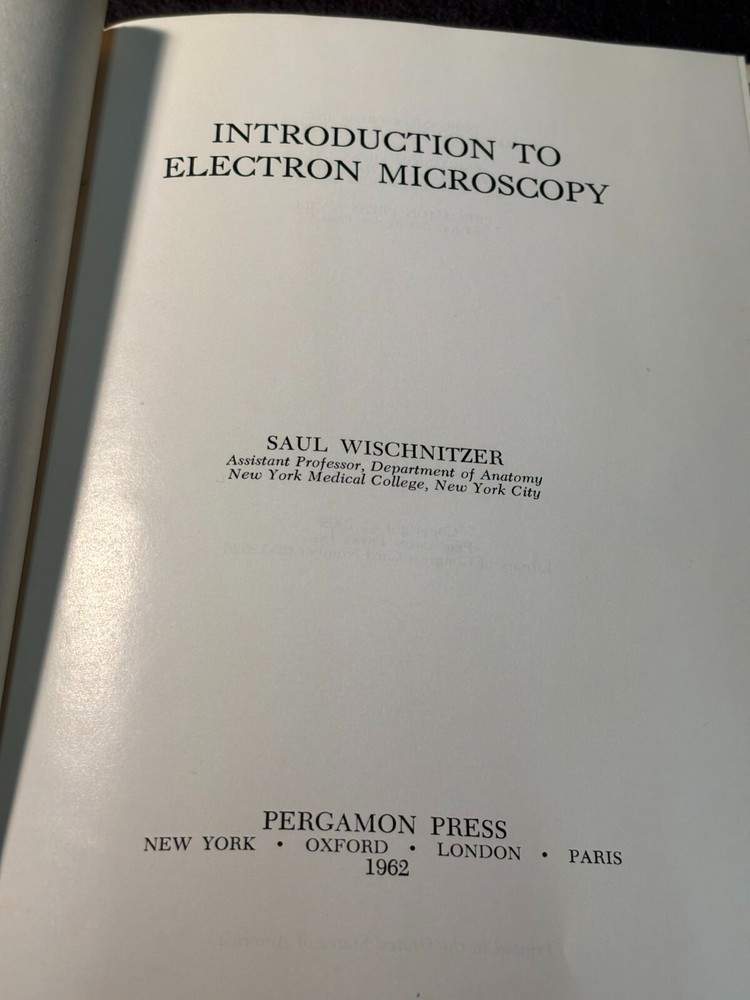 INTRODUCTION TO
ELECTRON MICROSCOPY
SAUL WISCHNITZER
Assistant Professor, Department of Anatomy
New York Medical College, New York City
PERGAMON PRESS
NEW YORK • OXFORD • LONDON • PARIS
1962